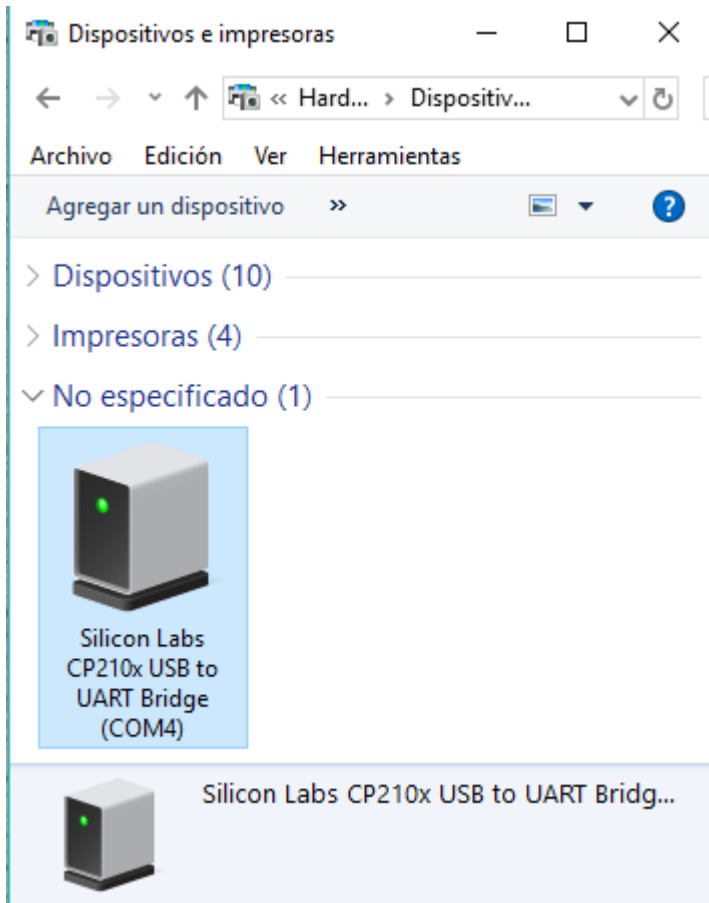 Dispositivos e impresoras
« Hard... > Dispositiv...
Archivo Edición Ver Herramientas
Agregar un dispositivo »
Dispositivos (10)
Impresoras (4)
No especificado (1)
Silicon Labs
CP210x USB to
UART Bridge
(COM4)
Silicon Labs CP210x USB to UART Bridg...